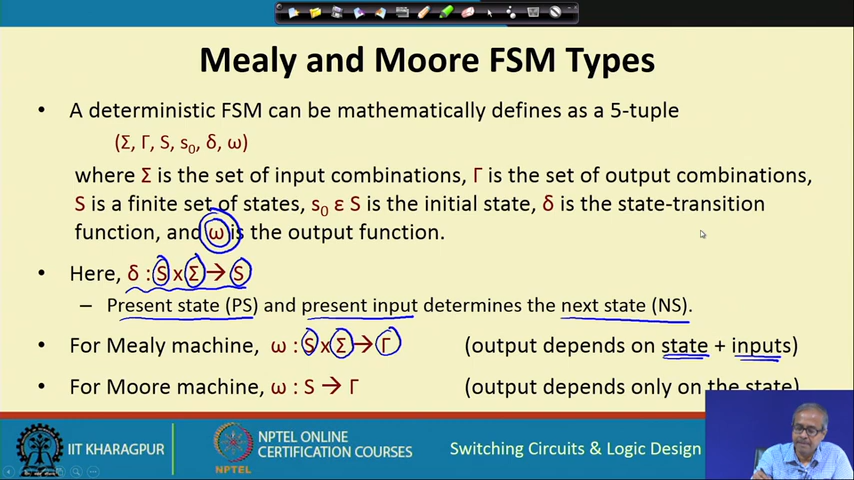 Mealy and Moore FSM Types
• A deterministic FSM can be mathematically defines as a 5-tuple
(Σ, Γ, S, s0, δ, ω)
where Σ is the set of input combinations, Γ is the set of output combinations,
S is a finite set of states, s0 ε S is the initial state, δ is the state-transition
function, and ω is the output function.
• Here, δ : S x Σ → S
– Present state (PS) and present input determines the next state (NS).
• For Mealy machine, ω : S x Σ → Γ (output depends on state + inputs)
• For Moore machine, ω : S → Γ (output depends only on the state)
IIT KHARAGPUR
NPTEL
NPTEL ONLINE
CERTIFICATION COURSES
Switching Circuits & Logic Design